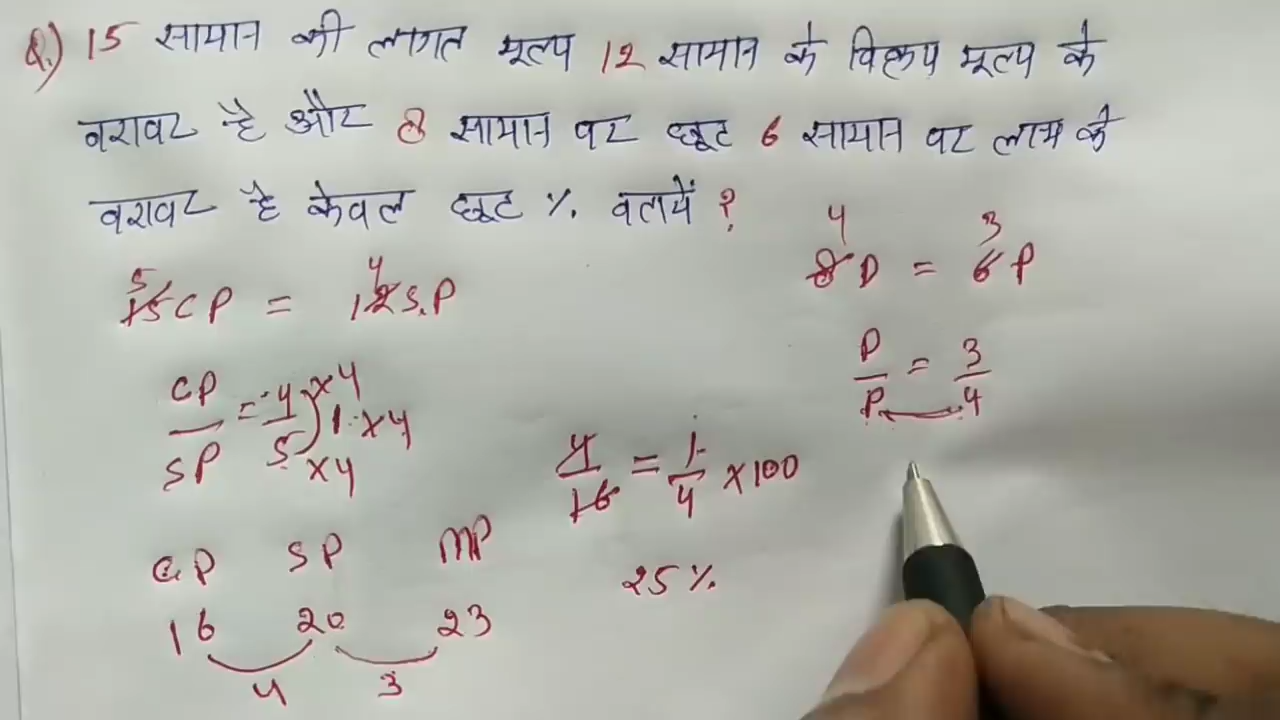 Q.) 15 सामान की लागत मूल्य 12 सामान के विक्रय मूल्य के
बराबर है और 8 सामान पर छूट 6 सामान पर लाभ के
बराबर है केवल छूट %. बतायें ?
5 4
15 CP = 12 S.P
CP/SP = 4/5 ) 1 ×4
×4
×4
CP SP MP
16 20 23
4 3
4/16 = 1/4 ×100
25 %
4 3
8 D = 6 P
P/P = 3/4